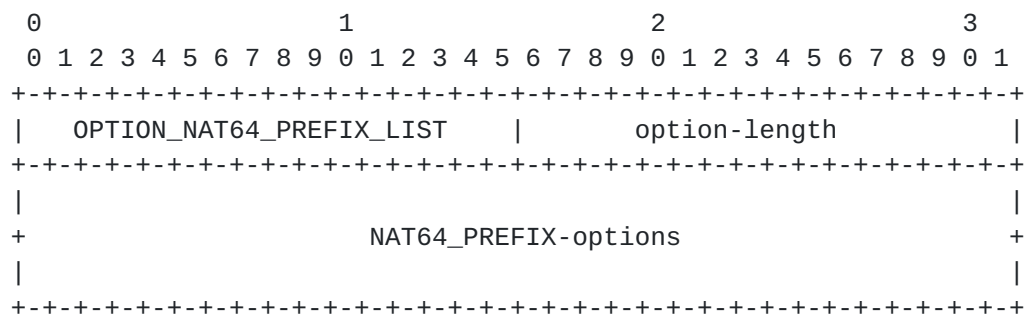 0                   1                   2                   3
 0 1 2 3 4 5 6 7 8 9 0 1 2 3 4 5 6 7 8 9 0 1 2 3 4 5 6 7 8 9 0 1
+-+-+-+-+-+-+-+-+-+-+-+-+-+-+-+-+-+-+-+-+-+-+-+-+-+-+-+-+-+-+-+-+
|   OPTION_NAT64_PREFIX_LIST    |       option-length           |
+-+-+-+-+-+-+-+-+-+-+-+-+-+-+-+-+-+-+-+-+-+-+-+-+-+-+-+-+-+-+-+-+
|                                                               |
+                      NAT64_PREFIX-options                     +
|                                                               |
+-+-+-+-+-+-+-+-+-+-+-+-+-+-+-+-+-+-+-+-+-+-+-+-+-+-+-+-+-+-+-+-+